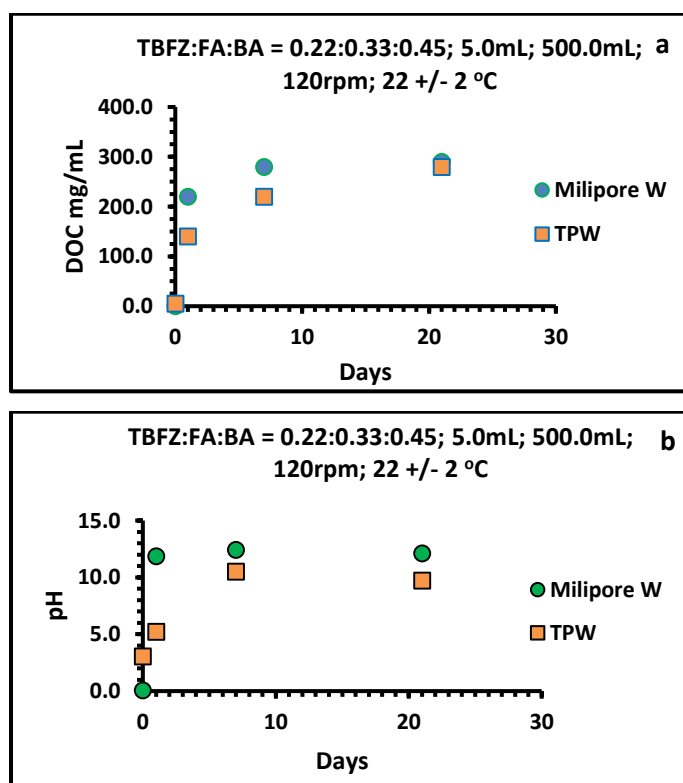 TBFZ:FA:BA = 0.22:0.33:0.45; 5.0mL; 500.0mL; a
120rpm; 22 +/- 2 ºC
400.0
300.0
200.0
100.0
0.0
DOC mg/mL
0 10 20 30
Days
Milipore W
TPW
TBFZ:FA:BA = 0.22:0.33:0.45; 5.0mL; 500.0mL; b
120rpm; 22 +/- 2 ºC
15.0
10.0
5.0
0.0
pH
0 10 20 30
Days
Milipore W
TPW